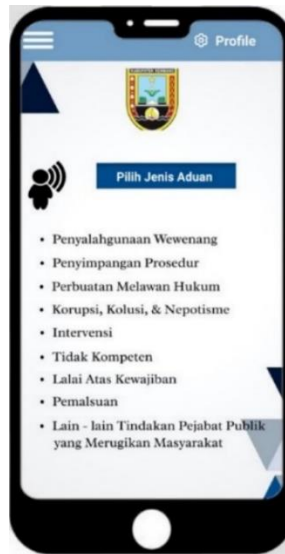 Profile
Pilih Jenis Aduan
• Penyalahgunaan Wewenang
• Penyimpangan Prosedur
• Perbuatan Melawan Hukum
• Korupsi, Kolusi, & Nepotisme
• Intervensi
• Tidak Kompeten
• Lalai Atas Kewajiban
• Pemalsuan
• Lain - lain Tindakan Pejabat Publik
yang Merugikan Masyarakat